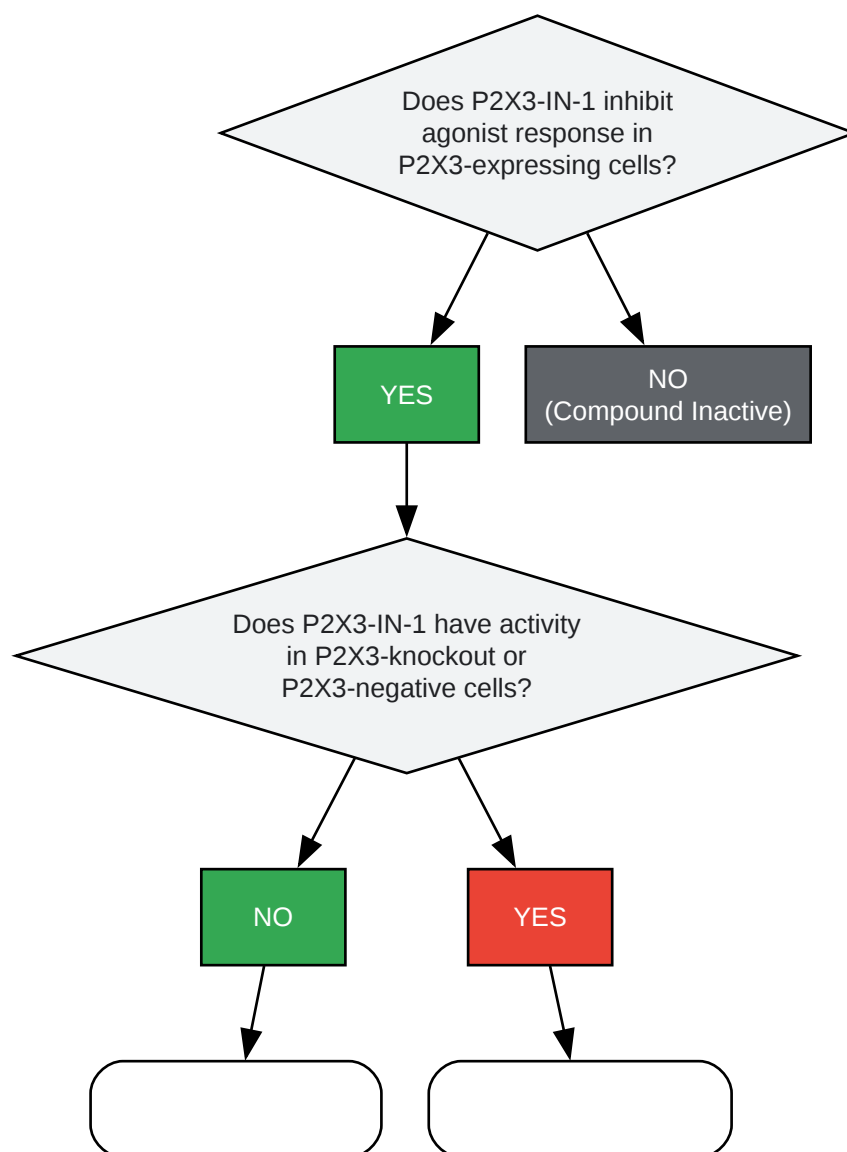 Does P2X3-IN-1 inhibit
agonist response in
P2X3-expressing cells?
YES
NO
(Compound Inactive)
Does P2X3-IN-1 have activity
in P2X3-knockout or
P2X3-negative cells?
NO
YES